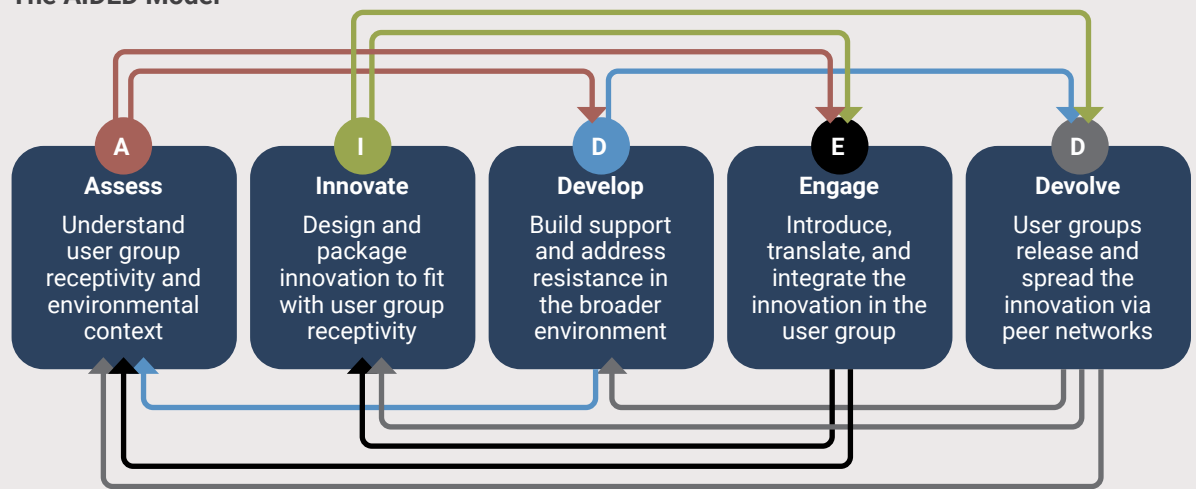 The AIDED Model
A
I
D
E
D
Assess
Understand
user group
receptivity and
environmental
context
Innovate
Design and
package
innovation to fit
with user group
receptivity
Develop
Build support
and address
resistance in
the broader
environment
Engage
Introduce,
translate, and
integrate the
innovation in the
user group
Devolve
User groups
release and
spread the
innovation via
peer networks